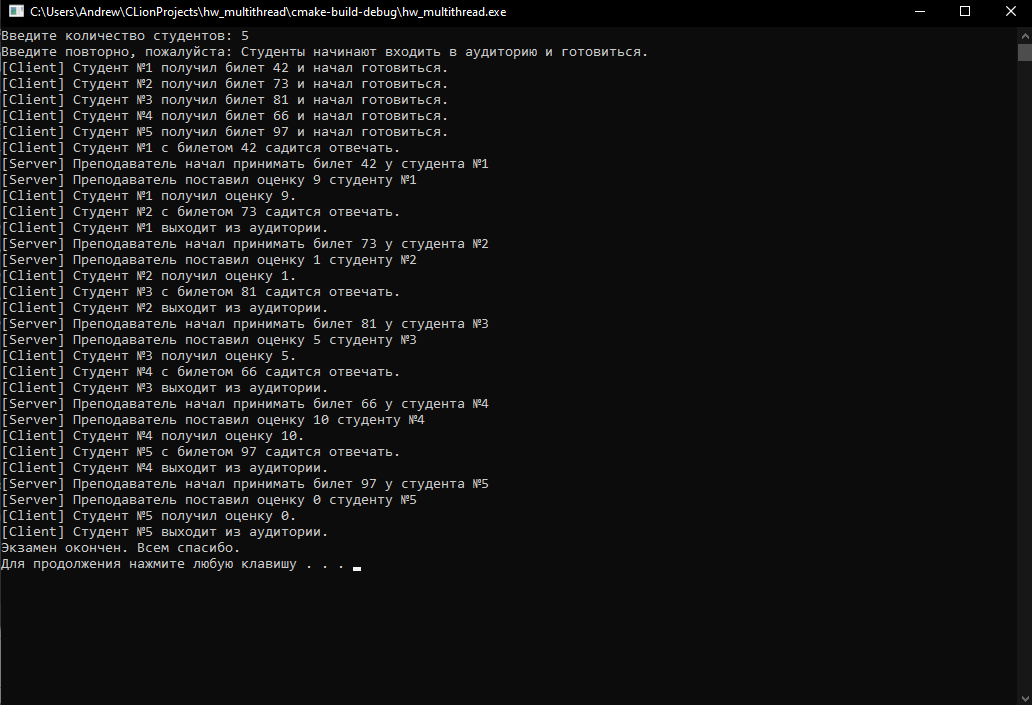 C:\Users\Andrew\CLionProjects\hw_multithread\cmake-build-debug\hw_multithread.exe
Введите количество студентов: 5
Введите повторно, пожалуйста: Студенты начинают входить в аудиторию и готовиться.
[Client] Студент №1 получил билет 42 и начал готовиться.
[Client] Студент №2 получил билет 73 и начал готовиться.
[Client] Студент №3 получил билет 81 и начал готовиться.
[Client] Студент №4 получил билет 66 и начал готовиться.
[Client] Студент №5 получил билет 97 и начал готовиться.
[Client] Студент №1 с билетом 42 садится отвечать.
[Server] Преподаватель начал принимать билет 42 у студента №1
[Server] Преподаватель поставил оценку 9 студенту №1
[Client] Студент №1 получил оценку 9.
[Client] Студент №2 с билетом 73 садится отвечать.
[Client] Студент №1 выходит из аудитории.
[Server] Преподаватель начал принимать билет 73 у студента №2
[Server] Преподаватель поставил оценку 1 студенту №2
[Client] Студент №2 получил оценку 1.
[Client] Студент №3 с билетом 81 садится отвечать.
[Client] Студент №2 выходит из аудитории.
[Server] Преподаватель начал принимать билет 81 у студента №3
[Server] Преподаватель поставил оценку 5 студенту №3
[Client] Студент №3 получил оценку 5.
[Client] Студент №4 с билетом 66 садится отвечать.
[Client] Студент №3 выходит из аудитории.
[Server] Преподаватель начал принимать билет 66 у студента №4
[Server] Преподаватель поставил оценку 10 студенту №4
[Client] Студент №4 получил оценку 10.
[Client] Студент №5 с билетом 97 садится отвечать.
[Client] Студент №4 выходит из аудитории.
[Server] Преподаватель начал принимать билет 97 у студента №5
[Server] Преподаватель поставил оценку 0 студенту №5
[Client] Студент №5 получил оценку 0.
[Client] Студент №5 выходит из аудитории.
Экзамен окончен. Всем спасибо.
Для продолжения нажмите любую клавишу . . .